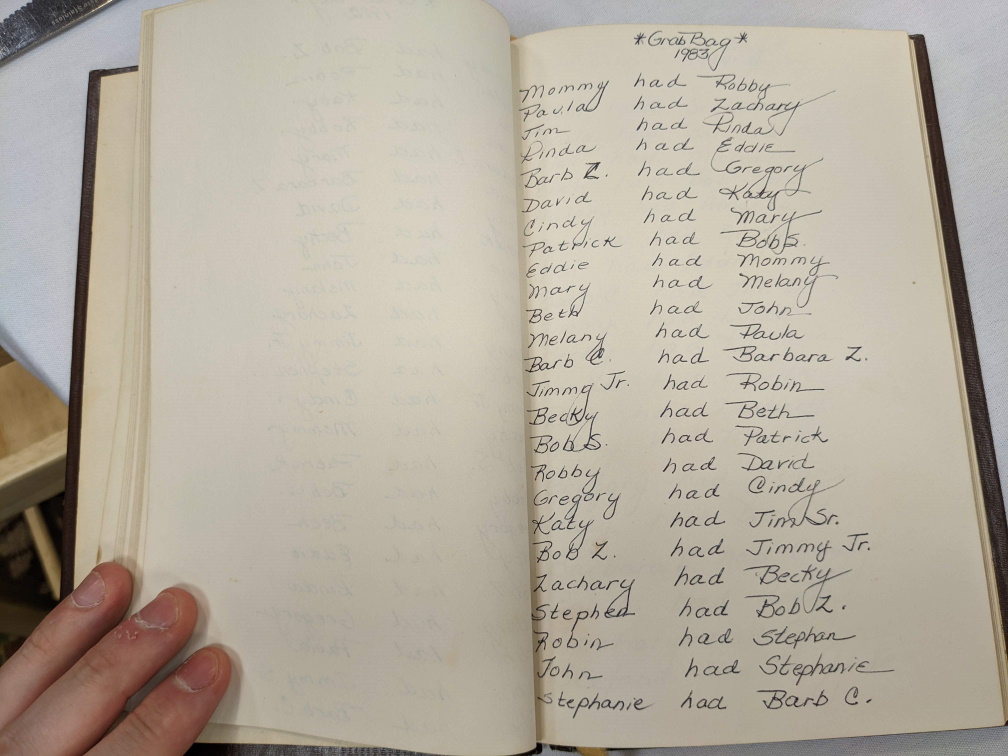 *Grab Bag*
1983
Mommy had Robby
Paula had Zachary
Jim had Linda
Linda had Eddie
Barb Z. had Gregory
David had Katy
Cindy had Mary
Patrick had Bob S.
Eddie had Mommy
Mary had Melany
Beth had John
Melany had Paula
Barb C. had Barbara Z.
Jimmy Jr. had Robin
Becky had Beth
Bob S. had Patrick
Robby had David
Gregory had Cindy
Katy had Jim Sr.
Bob Z. had Jimmy Jr.
Zachary had Becky
Stephen had Bob Z.
Robin had Stephan
John had Stephanie
Stephanie had Barb C.